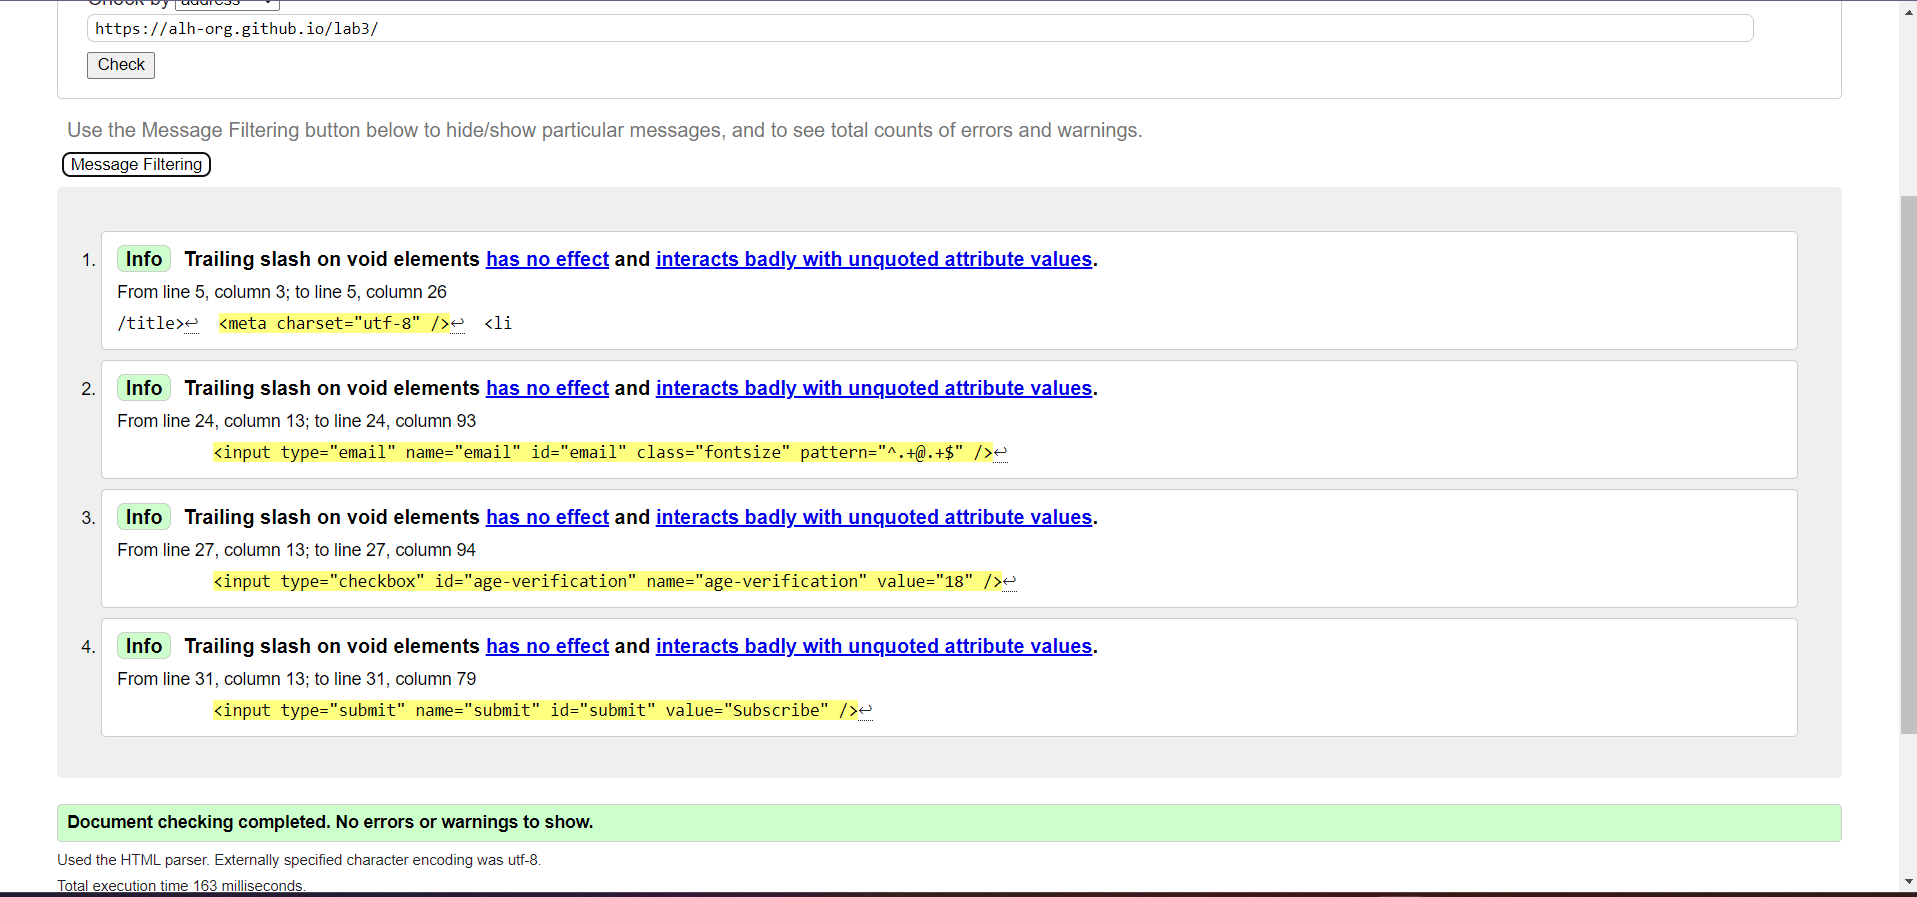 Check by address
https://alh-org.github.io/lab3/
Check
Use the Message Filtering button below to hide/show particular messages, and to see total counts of errors and warnings.
Message Filtering
1. Info Trailing slash on void elements has no effect and interacts badly with unquoted attribute values.
From line 5, column 3; to line 5, column 26
/title>↩ <meta charset="utf-8" />↩ <li
2. Info Trailing slash on void elements has no effect and interacts badly with unquoted attribute values.
From line 24, column 13; to line 24, column 93
<input type="email" name="email" id="email" class="fontsize" pattern="^.+@.+$" />↩
3. Info Trailing slash on void elements has no effect and interacts badly with unquoted attribute values.
From line 27, column 13; to line 27, column 94
<input type="checkbox" id="age-verification" name="age-verification" value="18" />↩
4. Info Trailing slash on void elements has no effect and interacts badly with unquoted attribute values.
From line 31, column 13; to line 31, column 79
<input type="submit" name="submit" id="submit" value="Subscribe" />↩
Document checking completed. No errors or warnings to show.
Used the HTML parser. Externally specified character encoding was utf-8.
Total execution time 163 milliseconds.